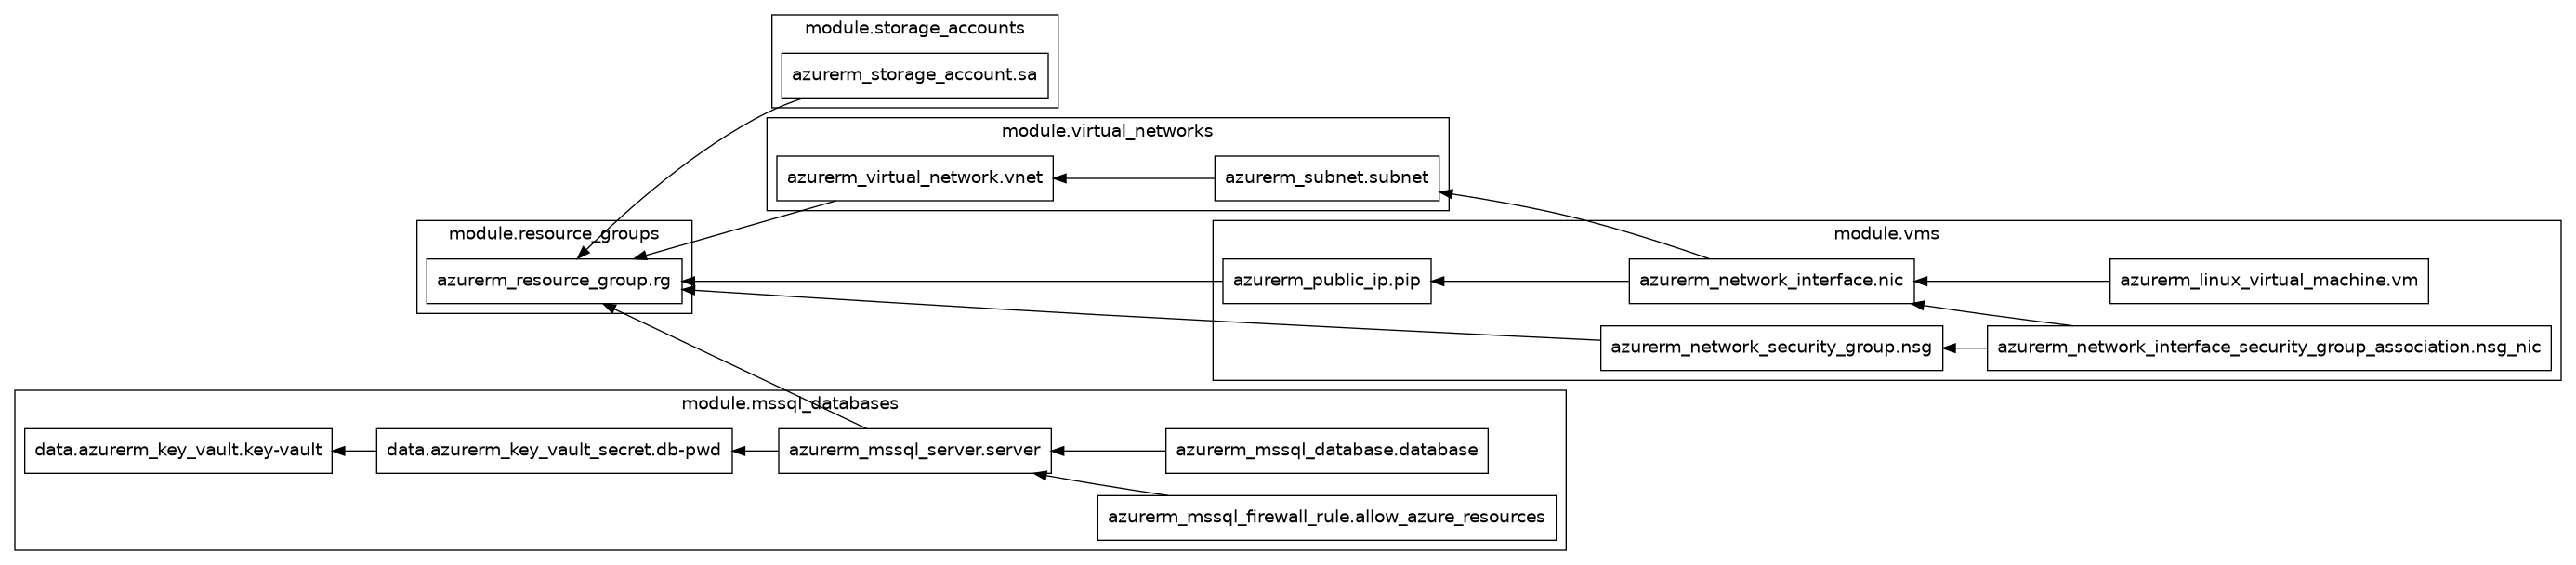 module.storage_accounts
azurerm_storage_account.sa
module.virtual_networks
azurerm_virtual_network.vnet
azurerm_subnet.subnet
module.resource_groups
azurerm_resource_group.rg
module.vms
azurerm_public_ip.pip
azurerm_network_interface.nic
azurerm_linux_virtual_machine.vm
azurerm_network_security_group.nsg
azurerm_network_interface_security_group_association.nsg_nic
module.mssql_databases
data.azurerm_key_vault.key-vault
data.azurerm_key_vault_secret.db-pwd
azurerm_mssql_server.server
azurerm_mssql_database.database
azurerm_mssql_firewall_rule.allow_azure_resources